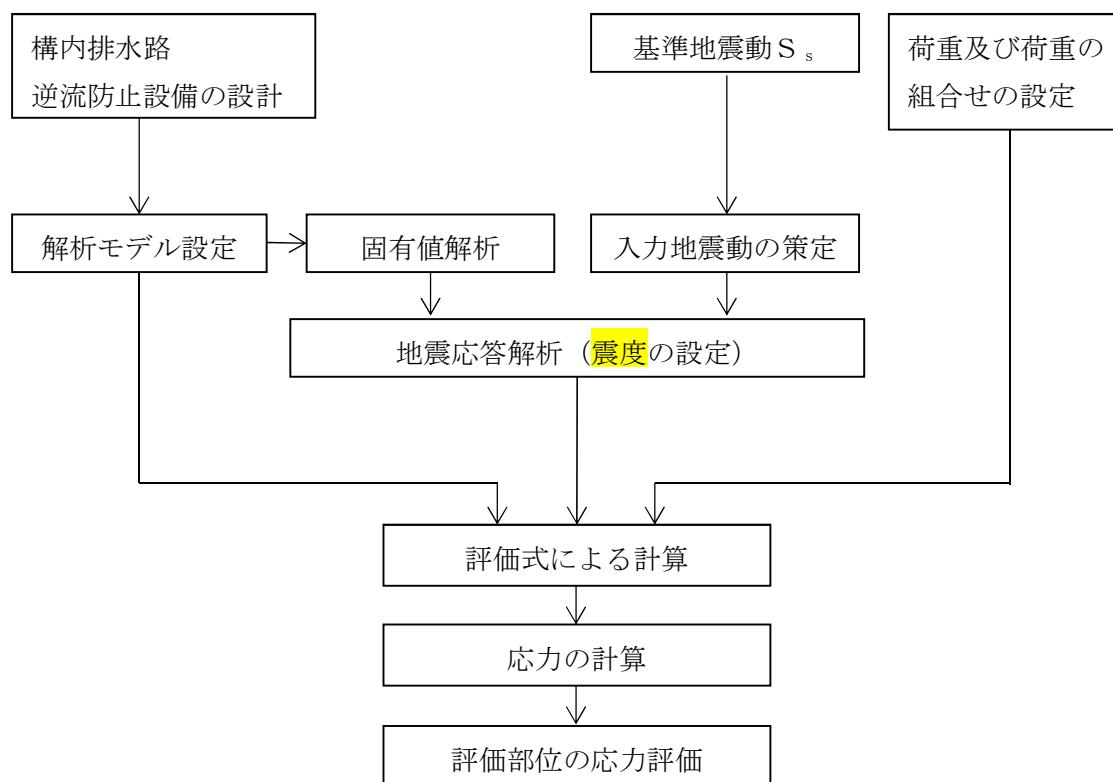 構内排水路
逆流防止設備の設計
基準地震動Ｓｓ
荷重及び荷重の
組合せの設定
解析モデル設定
固有値解析
入力地震動の策定
地震応答解析（震度の設定）
評価式による計算
応力の計算
評価部位の応力評価